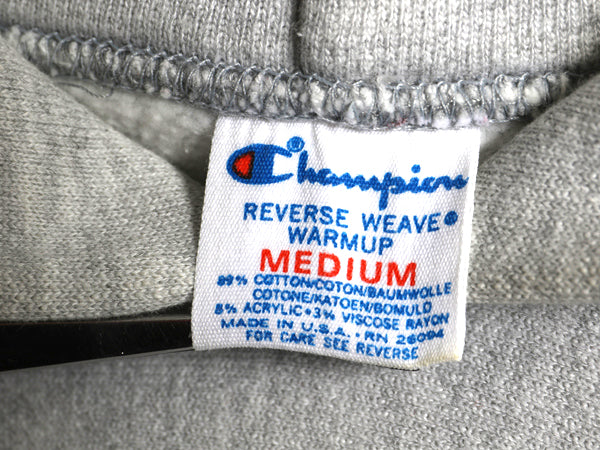 Champion®
REVERSE WEAVE®
WARMUP
MEDIUM
89% COTTON/COTON/BAUMWOLLE
COTONE/KATOEN/BOMULD
8% ACRYLIC • 3% VISCOSE RAYON
MADE IN U.S.A. • RN 26094
FOR CARE SEE REVERSE